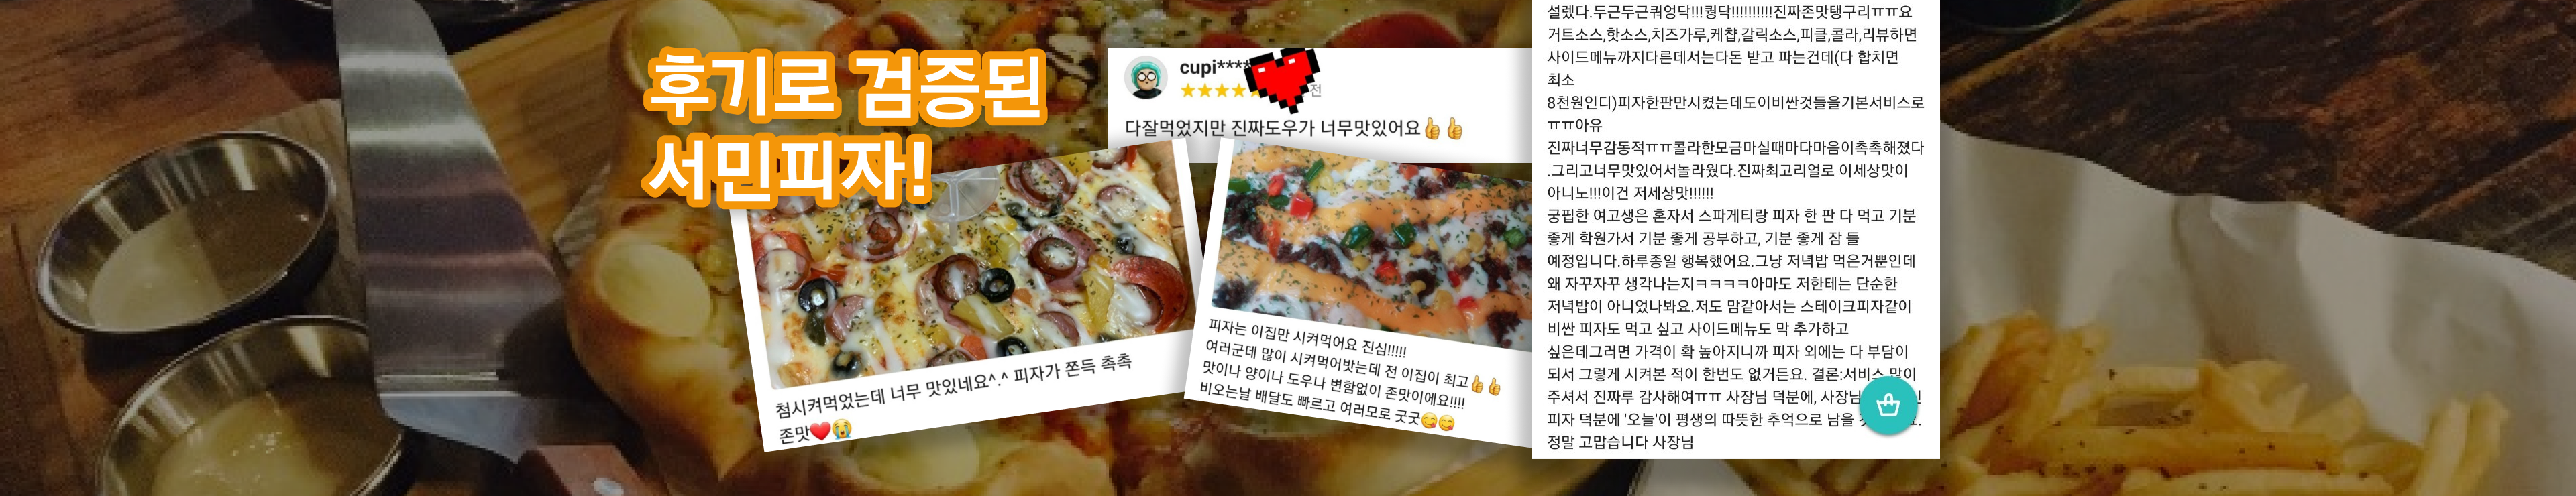 후기로 검증된
서민피자!
cupi****
전
다잘먹었지만 진짜도우가 너무맛있어요👍👍
첨시켜먹었는데 너무 맛있네요^.^ 피자가 쫀득 촉촉
존맛❤️😭
피자는 이집만 시켜먹어요 진심!!!!!
여러군데 많이 시켜먹어밧는데 전 이집이 최고👍👍
맛이나 양이나 도우나 변함없이 존맛이에요!!!!
비오는날 배달도 빠르고 여러모로 굿굿😋😋
설렜다.두근두근쿼엉닥!!!쿵닥!!!!!!!!!!진짜존맛탱구리ㅠㅠ요
거트소스,핫소스,치즈가루,케챱,갈릭소스,피클,콜라,리뷰하면
사이드메뉴까지다른데서는다돈 받고 파는건데(다 합치면
최소
8천원인디)피자한판만시켰는데도이비싼것들을기본서비스로
ㅠㅠ아유
진짜너무감동적ㅠㅠ콜라한모금마실때마다마음이촉촉해졌다
.그리고너무맛있어서놀라웠다.진짜최고리얼로 이세상맛이
아니노!!!이건 저세상맛!!!!!!
궁핍한 여고생은 혼자서 스파게티랑 피자 한 판 다 먹고 기분
좋게 학원가서 기분 좋게 공부하고, 기분 좋게 잠 들
예정입니다.하루종일 행복했어요.그냥 저녁밥 먹은거뿐인데
왜 자꾸자꾸 생각나는지ㅋㅋㅋㅋ아마도 저한테는 단순한
저녁밥이 아니었나봐요.저도 맘같아서는 스테이크피자같이
비싼 피자도 먹고 싶고 사이드메뉴도 막 추가하고
싶은데그러면 가격이 확 높아지니까 피자 외에는 다 부담이
되서 그렇게 시켜본 적이 한번도 없거든요. 결론:서비스 많이
주셔서 진짜루 감사해여ㅠㅠ 사장님 덕분에, 사장님
피자 덕분에 '오늘'이 평생의 따뜻한 추억으로 남을
정말 고맙습니다 사장님